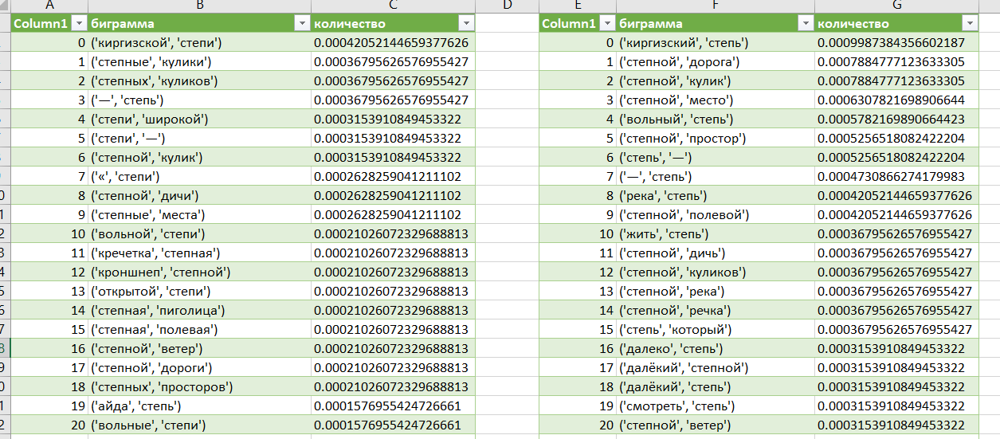 A B C D E F G
Column1 биграмма количество Column1 биграмма количество
0 ('киргизской', 'степи') 0.00042052144659377626 0 ('киргизский', 'степь') 0.0009987384356602187
1 ('степные', 'кулики') 0.00036795626576955427 1 ('степной', 'дорога') 0.0007884777123633305
2 ('степных', 'куликов') 0.00036795626576955427 2 ('степной', 'кулик') 0.0007884777123633305
3 ('—', 'степь') 0.00036795626576955427 3 ('степной', 'место') 0.0006307821698906644
4 ('степи', 'широкой') 0.0003153910849453322 4 ('вольный', 'степь') 0.0005782169890664423
5 ('степи', '—') 0.0003153910849453322 5 ('степной', 'простор') 0.0005256518082422204
6 ('степной', 'кулик') 0.0003153910849453322 6 ('степь', '—') 0.0005256518082422204
7 ('«', 'степи') 0.0002628259041211102 7 ('—', 'степь') 0.0004730866274179983
8 ('степной', 'дичи') 0.0002628259041211102 8 ('река', 'степь') 0.00042052144659377626
9 ('степные', 'места') 0.0002628259041211102 9 ('степной', 'полевой') 0.00042052144659377626
10 ('вольной', 'степи') 0.00021026072329688813 10 ('жить', 'степь') 0.00036795626576955427
11 ('кречетка', 'степная') 0.00021026072329688813 11 ('степной', 'дичь') 0.00036795626576955427
12 ('кроншнеп', 'степной') 0.00021026072329688813 12 ('степной', 'куликов') 0.00036795626576955427
13 ('открытой', 'степи') 0.00021026072329688813 13 ('степной', 'река') 0.00036795626576955427
14 ('степная', 'пиголица') 0.00021026072329688813 14 ('степной', 'речка') 0.00036795626576955427
15 ('степная', 'полевая') 0.00021026072329688813 15 ('степь', 'который') 0.00036795626576955427
16 ('степной', 'ветер') 0.00021026072329688813 16 ('далеко', 'степь') 0.0003153910849453322
17 ('степной', 'дороги') 0.00021026072329688813 17 ('далёкий', 'степной') 0.0003153910849453322
18 ('степных', 'просторов') 0.00021026072329688813 18 ('далёкий', 'степь') 0.0003153910849453322
19 ('айда', 'степь') 0.0001576955424726661 19 ('смотреть', 'степь') 0.0003153910849453322
20 ('вольные', 'степи') 0.0001576955424726661 20 ('степной', 'ветер') 0.0003153910849453322